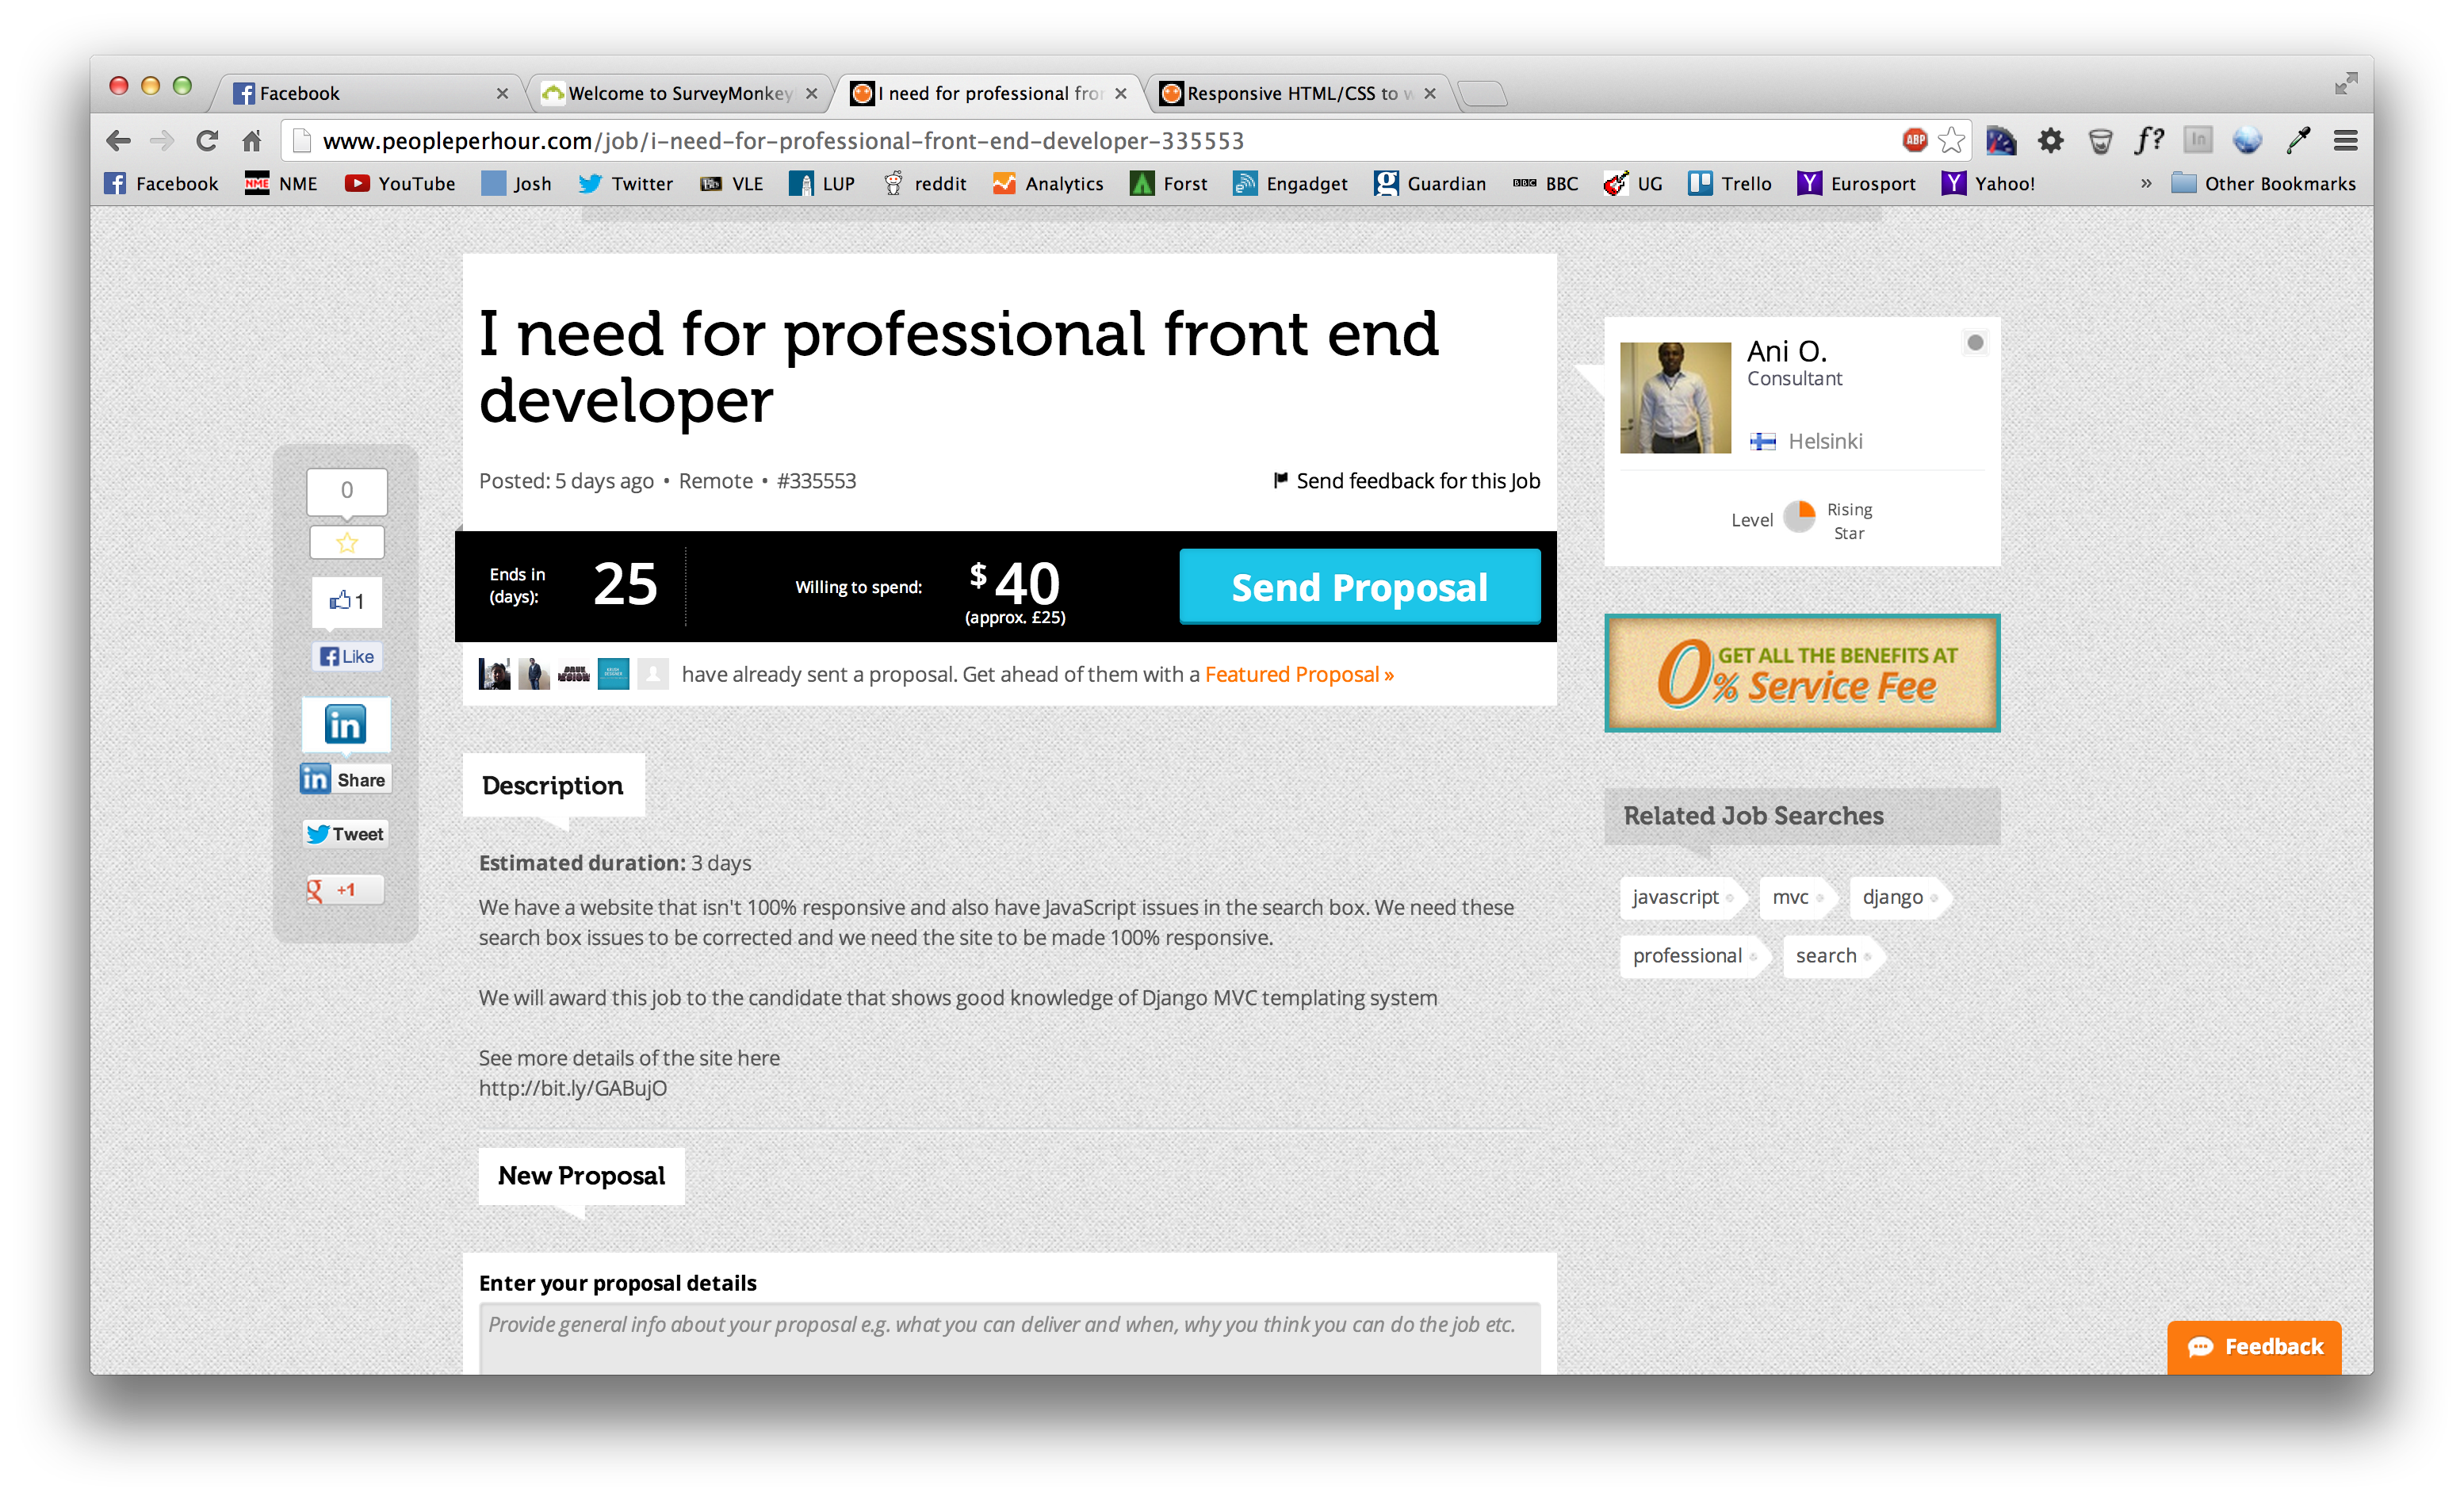 Facebook
Welcome to SurveyMonkey
I need for professional fron
Responsive HTML/CSS to w
www.peopleperhour.com/job/i-need-for-professional-front-end-developer-335553
ABP
f?
In
Facebook NME NME YouTube Josh Twitter VLE LUP reddit Analytics Forst Engadget Guardian BBC BBC UG Trello Eurosport Yahoo! » Other Bookmarks
I need for professional front end
developer
Posted: 5 days ago • Remote • #335553
Send feedback for this Job
Ends in
(days):
25
Willing to spend:
$40
(approx. £25)
Send Proposal
have already sent a proposal. Get ahead of them with a Featured Proposal »
0
1
Like
in
in Share
Tweet
g +1
Description
Estimated duration: 3 days
We have a website that isn't 100% responsive and also have JavaScript issues in the search box. We need these
search box issues to be corrected and we need the site to be made 100% responsive.
We will award this job to the candidate that shows good knowledge of Django MVC templating system
See more details of the site here
http://bit.ly/GABujO
New Proposal
Enter your proposal details
Provide general info about your proposal e.g. what you can deliver and when, why you think you can do the job etc.
Ani O.
Consultant
Helsinki
Level
Rising
Star
0% GET ALL THE BENEFITS AT
Service Fee
Related Job Searches
javascript mvc django
professional search
Feedback